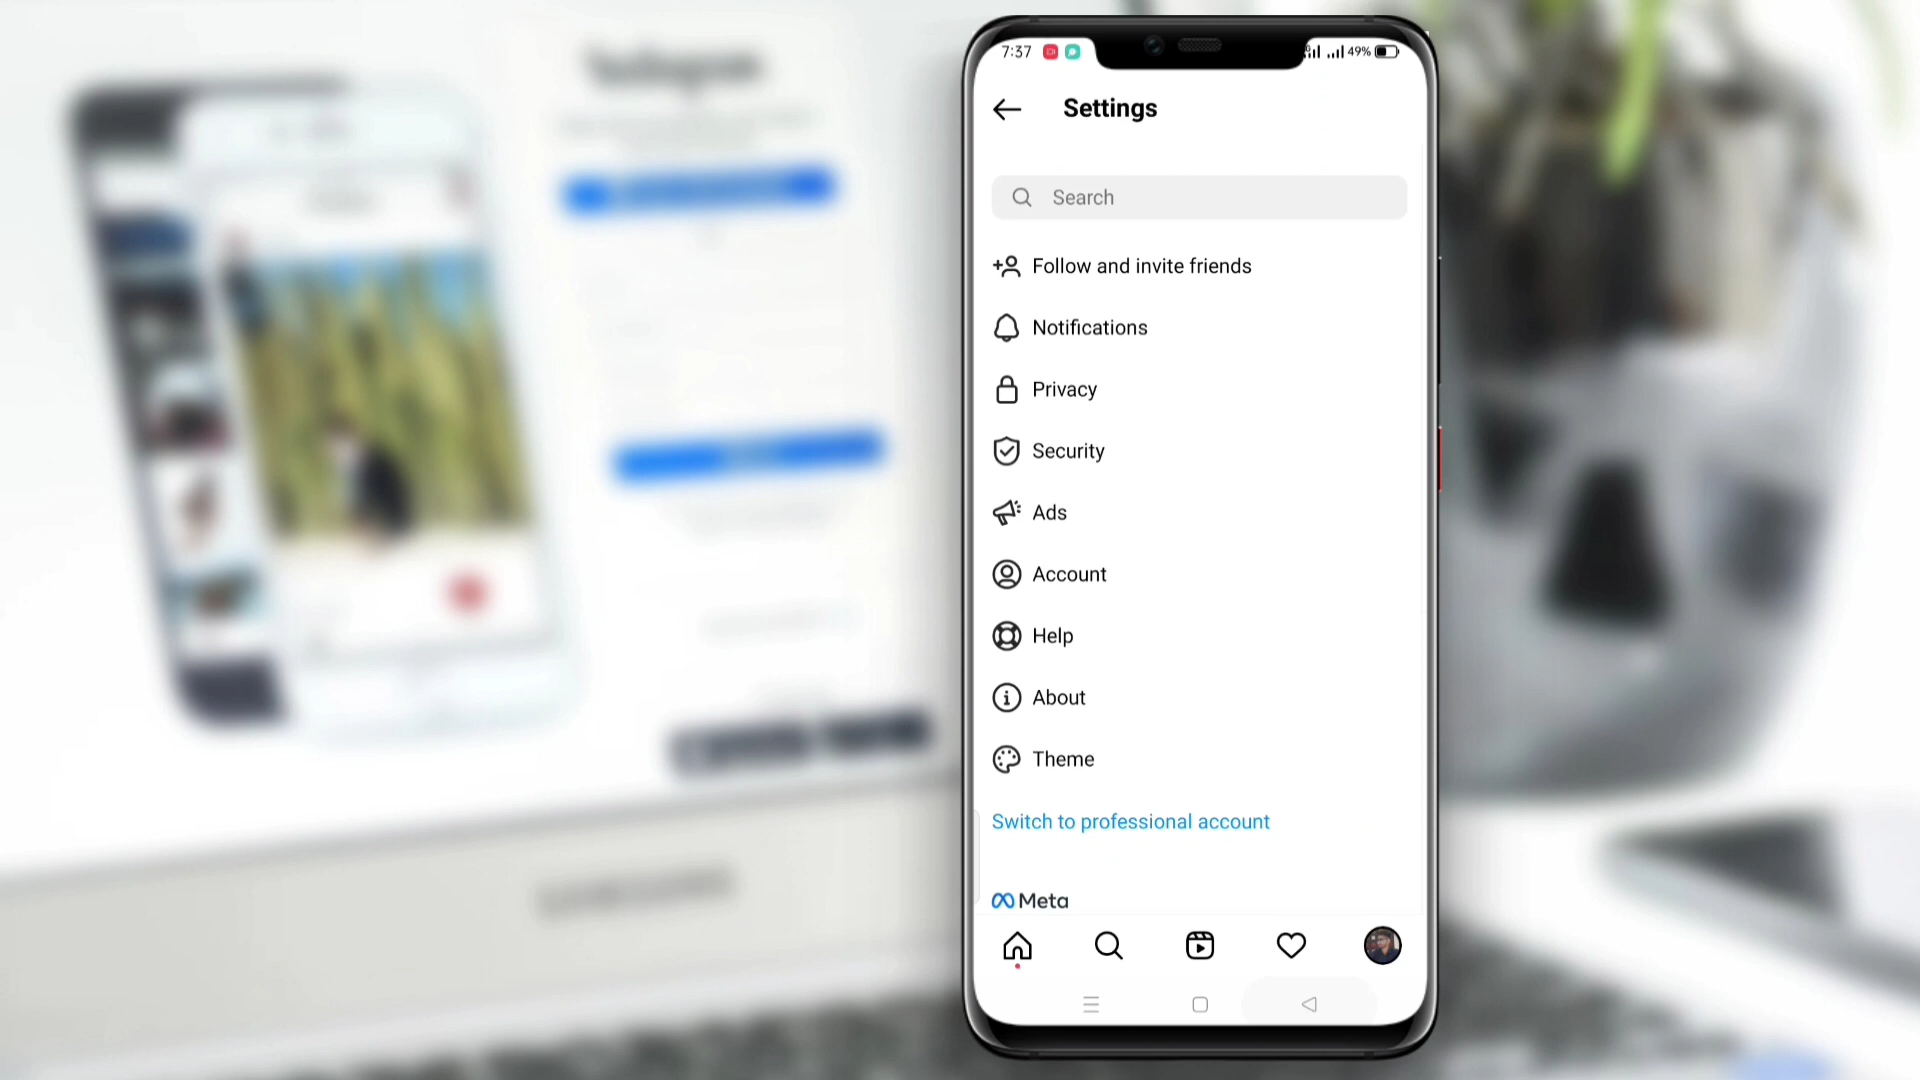 7:37
49%
Settings
Search
Follow and invite friends
Notifications
Privacy
Security
Ads
Account
Help
About
Theme
Switch to professional account
Meta